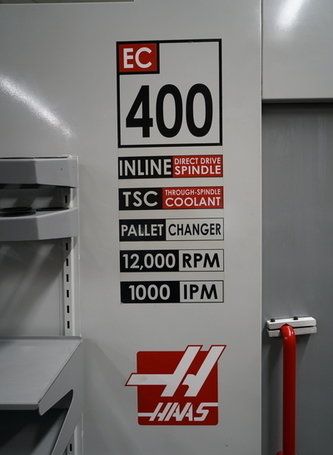 EC
400
INLINE DIRECT DRIVE SPINDLE
TSC THROUGH-SPINDLE COOLANT
PALLET CHANGER
12,000 RPM
1000 IPM
HAAS